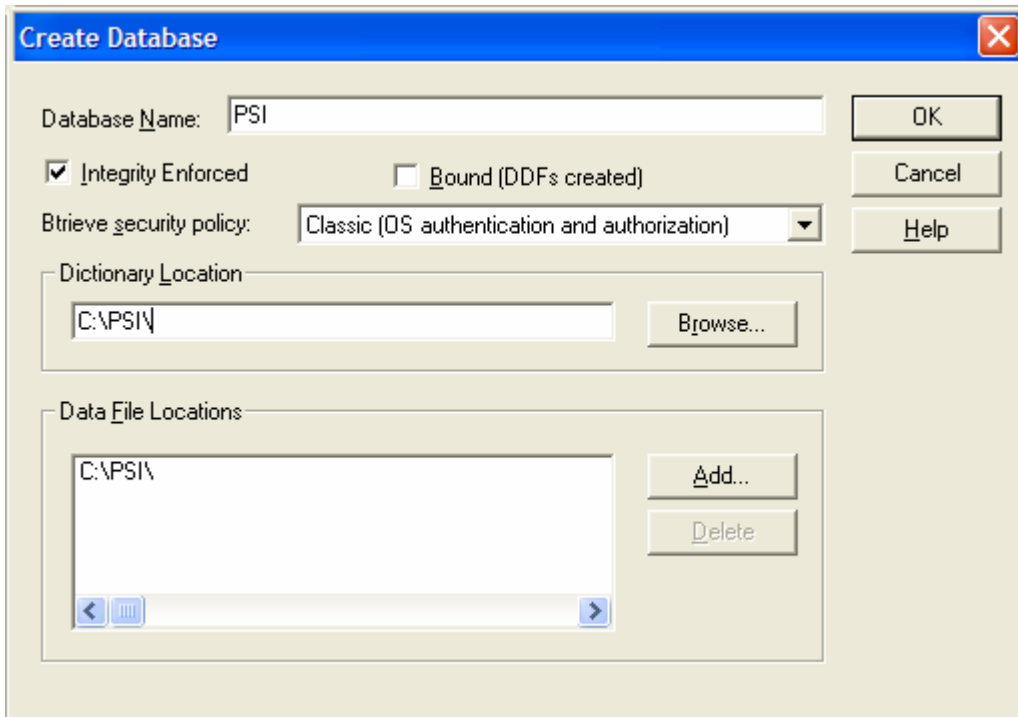 Create Database
Database Name: PSI
OK
Integrity Enforced
Bound (DDFs created)
Cancel
Btrieve security policy: Classic (OS authentication and authorization)
Help
Dictionary Location
C:\PSI\
Browse...
Data File Locations
C:\PSI\
Add...
Delete